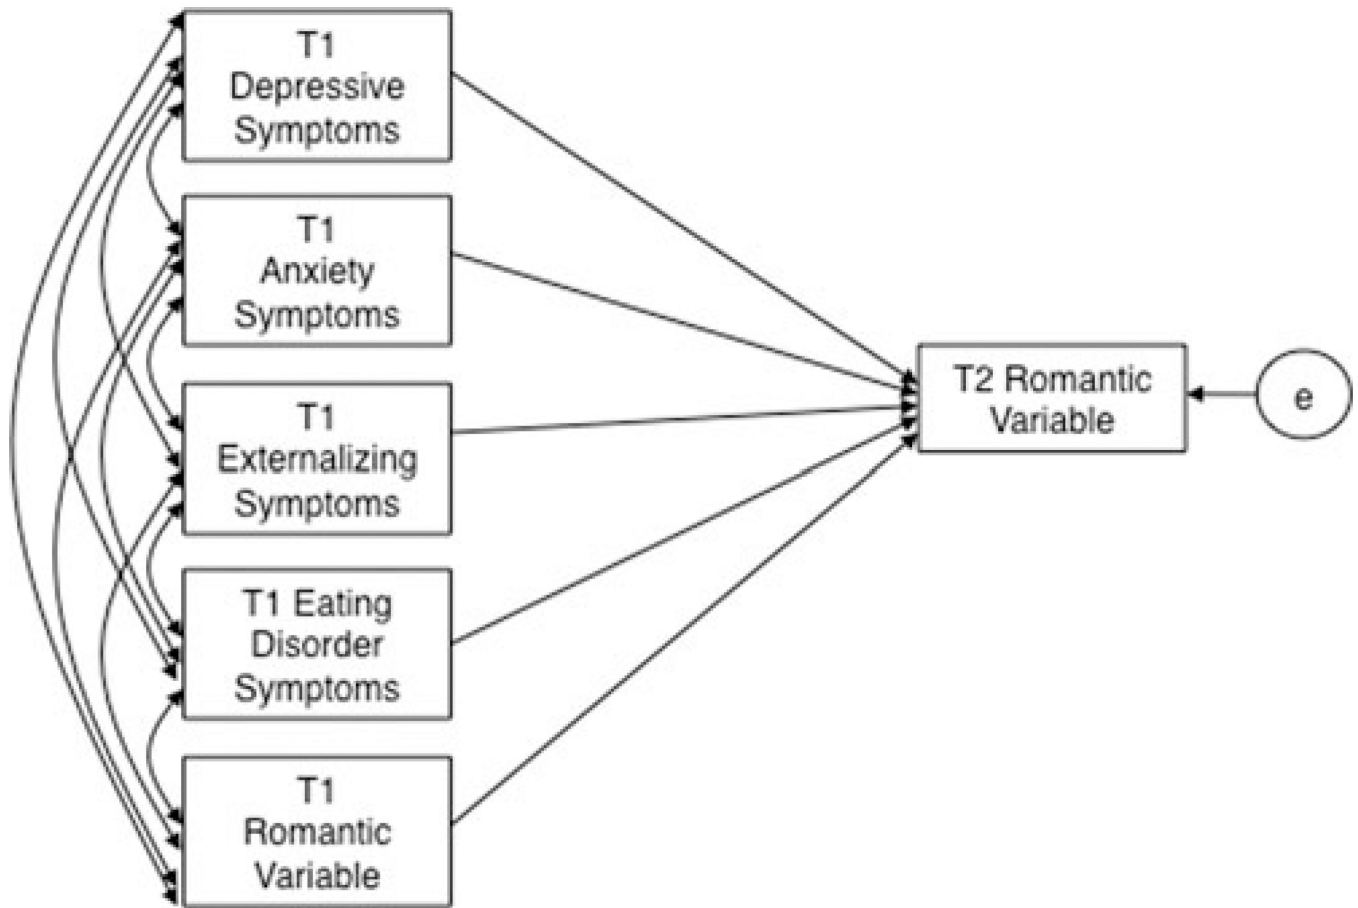 T1
Depressive
Symptoms
T1
Anxiety
Symptoms
T1
Externalizing
Symptoms
T1 Eating
Disorder
Symptoms
T1
Romantic
Variable
T2 Romantic
Variable
e